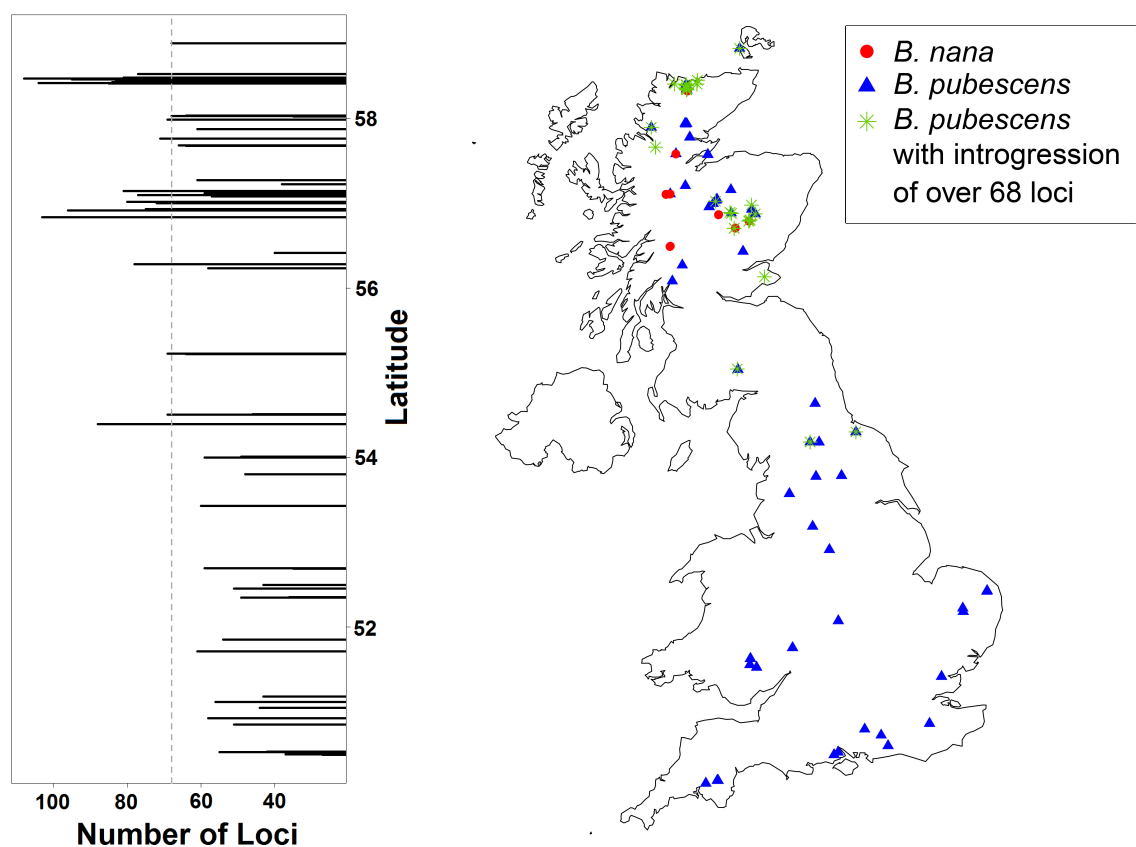 B. nana
B. pubescens
B. pubescens
with introgression
of over 68 loci
58
56
54
52
Latitude
100 80 60 40
Number of Loci